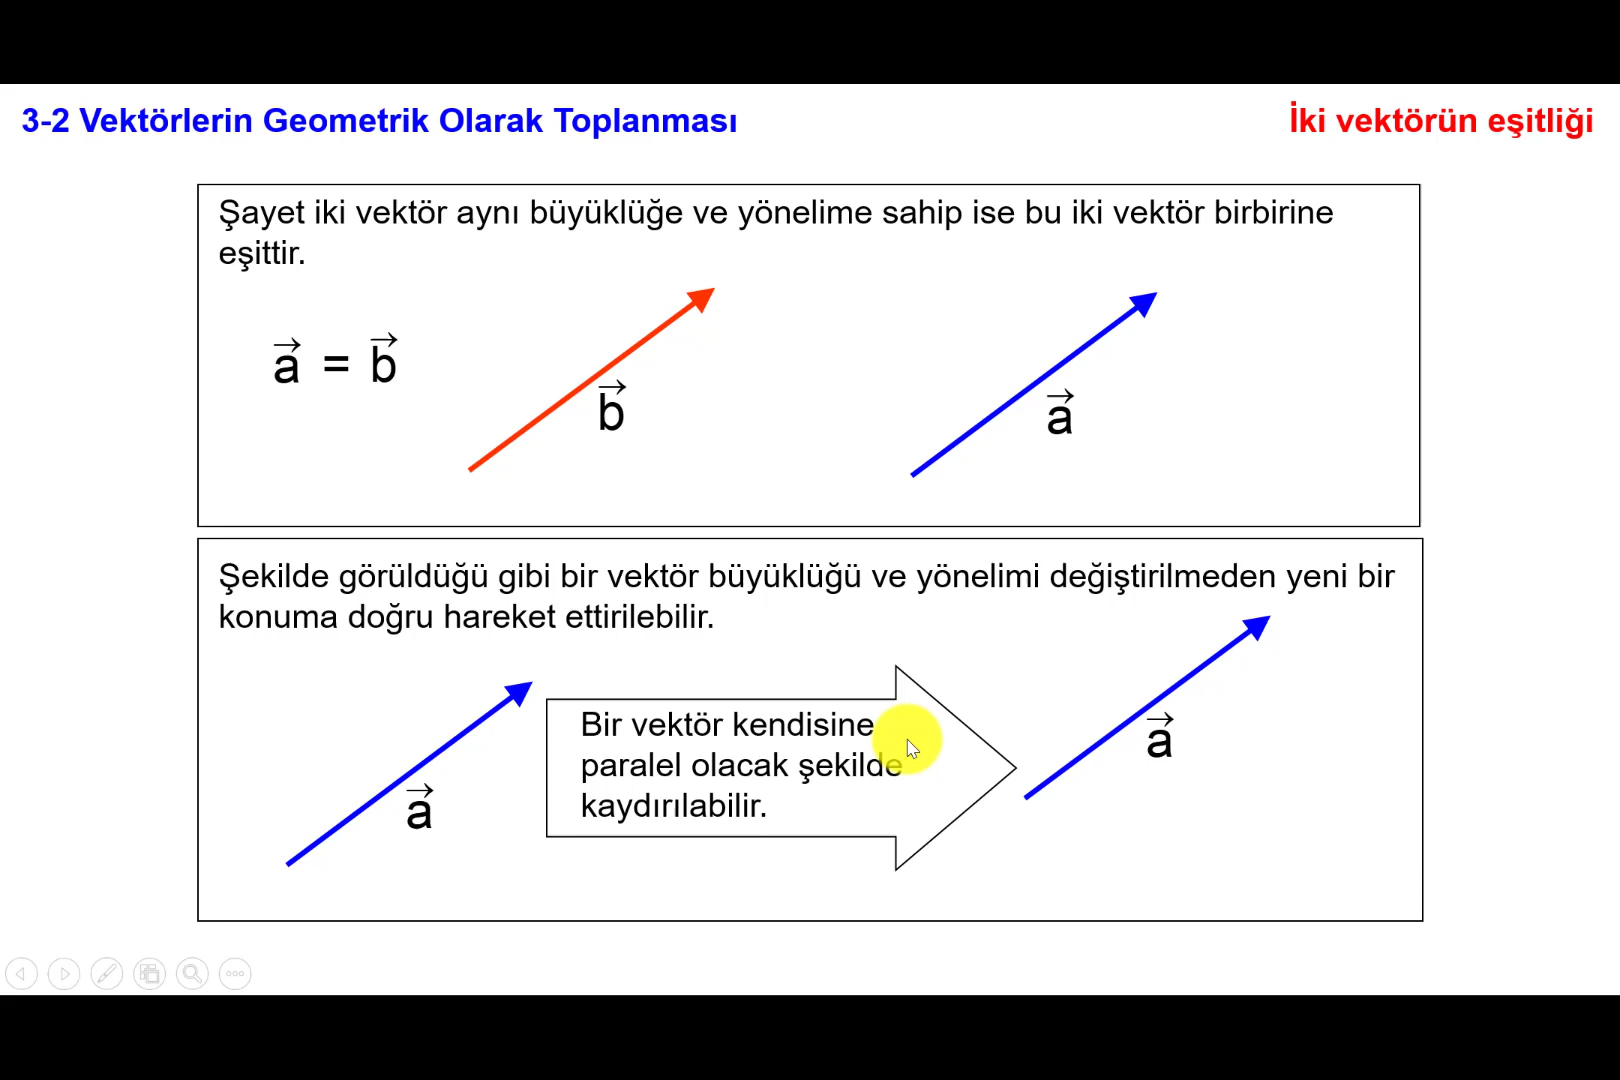 3-2 Vektörlerin Geometrik Olarak Toplanması
İki vektörün eşitliği
Şayet iki vektör aynı büyüklüğe ve yönelime sahip ise bu iki vektör birbirine
eşittir.
a⃗ = b⃗
b⃗
a⃗
Şekilde görüldüğü gibi bir vektör büyüklüğü ve yönelimi değiştirilmeden yeni bir
konuma doğru hareket ettirilebilir.
a⃗
Bir vektör kendisine
paralel olacak şekilde
kaydırılabilir.
a⃗